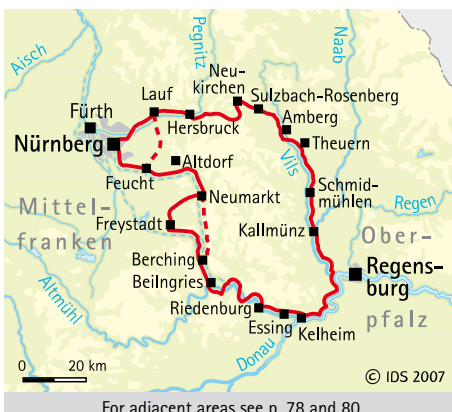 Aisch
Pegnitz
Naab
Neu-
kirchen
Lauf
Sulzbach-Rosenberg
Fürth
Hersbruck
Amberg
Nürnberg
Theuern
Altdorf
Vils
Feucht
Schmid-
mühlen
Neumarkt
Regen
Mittel-
franken
Freystadt
Kallmünz
Ober-
pfalz
Berching
Regens-
burg
Beilngries
Altmühl
Riedenburg
Essing
Kelheim
Donau
0 20 km
© IDS 2007
For adjacent areas see p. 78 and 80